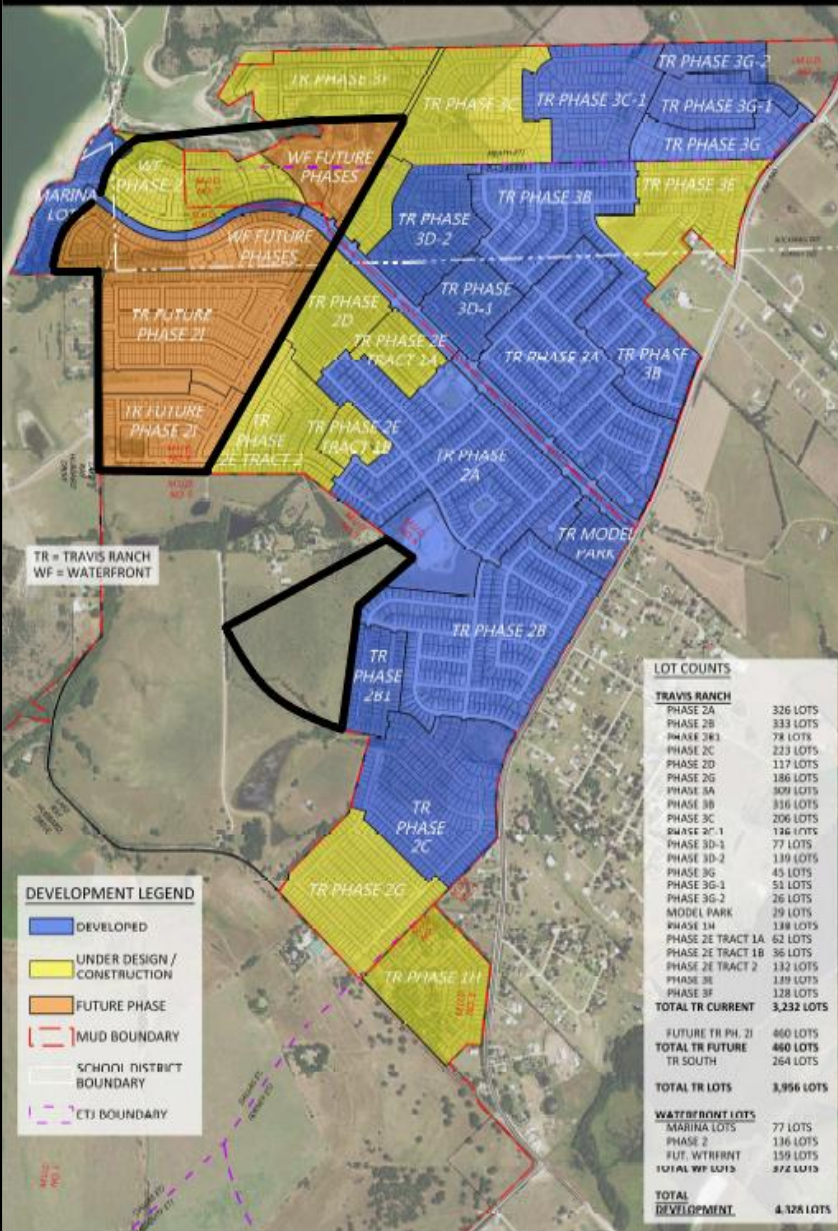 TR PHASE 3F
TR PHASE 3C
TR PHASE 3C-1
TR PHASE 3G-2
TR PHASE 3G-1
TR PHASE 3G
WF
PHASE 2
WF FUTURE
PHASES
MARINA
LOTS
WF FUTURE
PHASES
TR PHASE
3D-2
TR PHASE 3B
TR PHASE 3E
TR PHASE
3D-1
TR PHASE 3A
TR PHASE
3B
TR FUTURE
PHASE 2I
TR PHASE
2D
TR PHASE 2E
TRACT 1A
TR FUTURE
PHASE 2I
TR
PHASE
2E TRACT 2
TR PHASE 2E
TRACT 1B
TR PHASE
2A
TR MODEL
PARK
TR = TRAVIS RANCH
WF = WATERFRONT
TR PHASE 2B
TR
PHASE
2B1
TR
PHASE
2C
TR PHASE 2G
TR PHASE 1H
DEVELOPMENT LEGEND
DEVELOPED
UNDER DESIGN /
CONSTRUCTION
FUTURE PHASE
MUD BOUNDARY
SCHOOL DISTRICT
BOUNDARY
ETJ BOUNDARY
LOT COUNTS
TRAVIS RANCH
PHASE 2A 326 LOTS
PHASE 2B 333 LOTS
PHASE 2B1 78 LOTS
PHASE 2C 223 LOTS
PHASE 2D 117 LOTS
PHASE 2G 186 LOTS
PHASE 3A 309 LOTS
PHASE 3B 316 LOTS
PHASE 3C 206 LOTS
PHASE 3C-1 136 LOTS
PHASE 3D-1 77 LOTS
PHASE 3D-2 139 LOTS
PHASE 3G 45 LOTS
PHASE 3G-1 51 LOTS
PHASE 3G-2 26 LOTS
MODEL PARK 29 LOTS
PHASE 1H 138 LOTS
PHASE 2E TRACT 1A 62 LOTS
PHASE 2E TRACT 1B 36 LOTS
PHASE 2E TRACT 2 132 LOTS
PHASE 3E 139 LOTS
PHASE 3F 128 LOTS
TOTAL TR CURRENT 3,232 LOTS
FUTURE TR PH. 2I 460 LOTS
TOTAL TR FUTURE 460 LOTS
TR SOUTH 264 LOTS
TOTAL TR LOTS 3,956 LOTS
WATERFRONT LOTS
MARINA LOTS 77 LOTS
PHASE 2 136 LOTS
FUT. WTRFRNT 159 LOTS
TOTAL WF LOTS 372 LOTS
TOTAL
DEVELOPMENT 4,328 LOTS